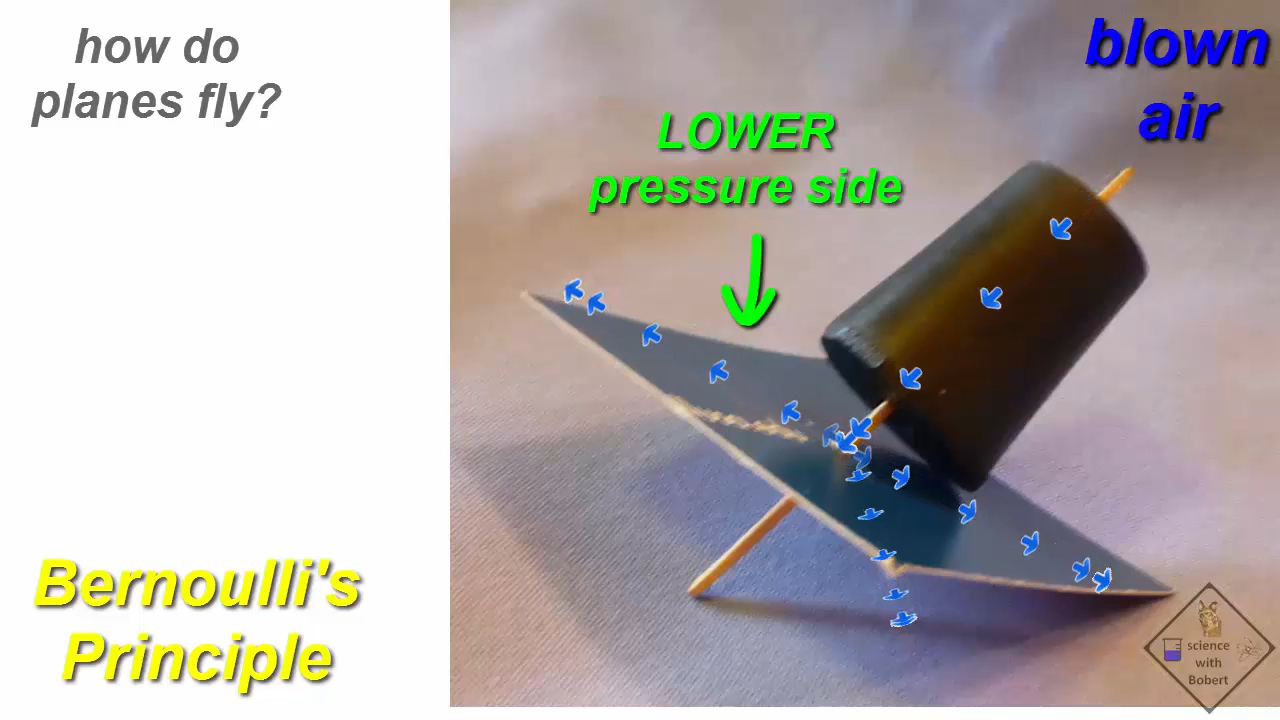 how do
planes fly?
blown
air
LOWER
pressure side
Bernoulli's
Principle
science
with
Bobert